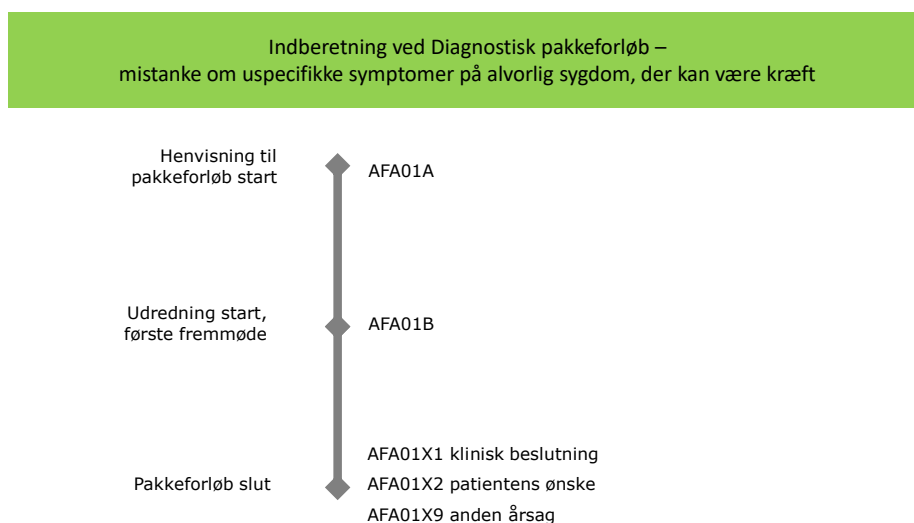 Indberetning ved Diagnostisk pakkeforløb –
mistanke om uspecifikke symptomer på alvorlig sygdom, der kan være kræft
Henvisning til
pakkeforløb start
AFA01A
Udredning start,
første fremmøde
AFA01B
Pakkeforløb slut
AFA01X1 klinisk beslutning
AFA01X2 patientens ønske
AFA01X9 anden årsag